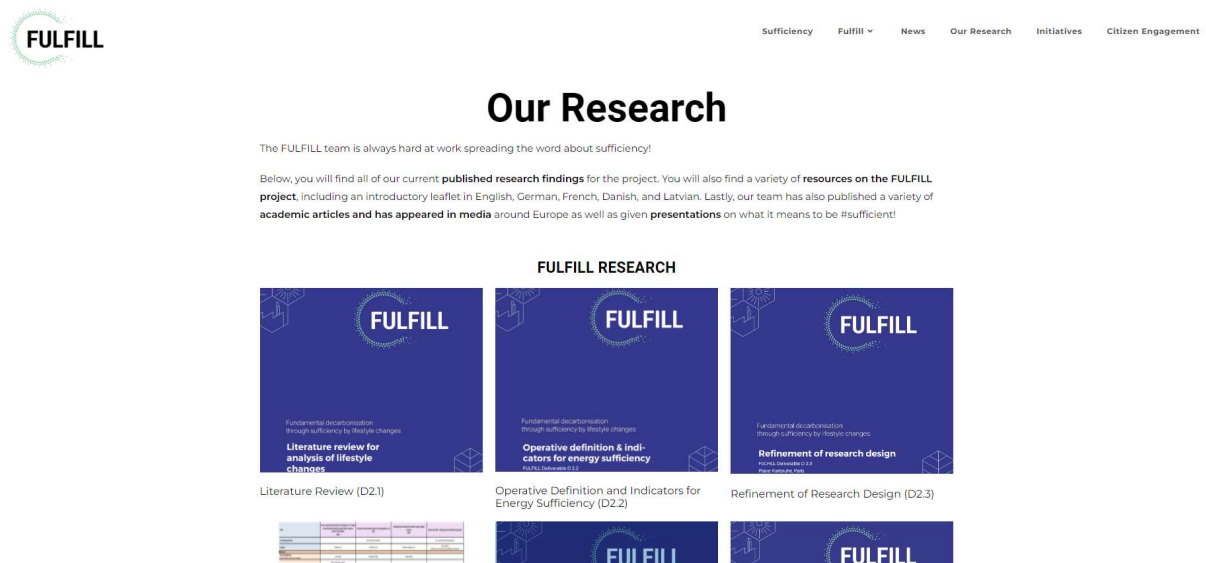 FULFILL
Sufficiency
Fulfill
News
Our Research
Initiatives
Citizen Engagement
Our Research
The FULFILL team is always hard at work spreading the word about sufficiency!
Below, you will find all of our current published research findings for the project. You will also find a variety of resources on the FULFILL
project, including an introductory leaflet in English, German, French, Danish, and Latvian. Lastly, our team has also published a variety of
academic articles and has appeared in media around Europe as well as given presentations on what it means to be #sufficient!
FULFILL RESEARCH
FULFILL
Fundamental decarbonisation
through sufficiency by lifestyle changes
Literature review for
analysis of lifestyle
changes
Literature Review (D2.1)
FULFILL
Fundamental decarbonisation
through sufficiency by lifestyle changes
Operative definition & indi-
cators for energy sufficiency
FULFILL Deliverable D 2.2
Operative Definition and Indicators for
Energy Sufficiency (D2.2)
FULFILL
Fundamental decarbonisation
through sufficiency by lifestyle changes
Refinement of research design
FULFILL Deliverable D 2.3
Place: Karlsruhe, Paris
Refinement of Research Design (D2.3)
FULFILL
FULFILL